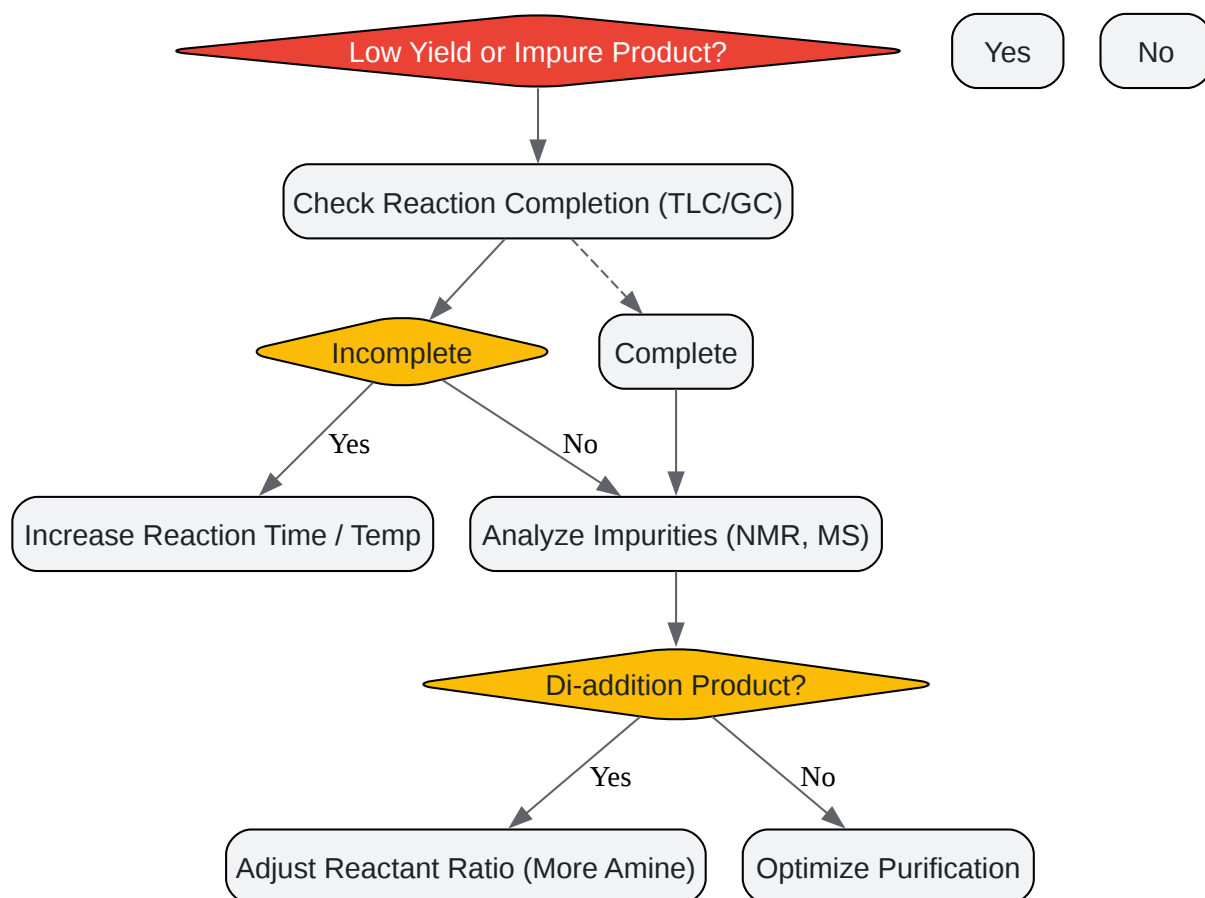 Low Yield or Impure Product?
Yes
No
Check Reaction Completion (TLC/GC)
Incomplete
Complete
Yes
No
Increase Reaction Time / Temp
Analyze Impurities (NMR, MS)
Di-addition Product?
Yes
No
Adjust Reactant Ratio (More Amine)
Optimize Purification